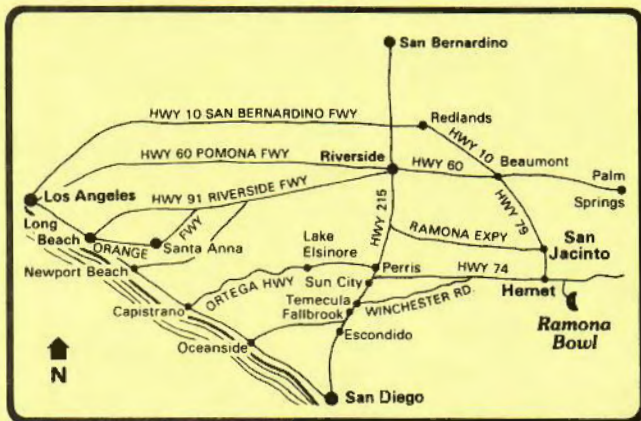 San Bernardino
HWY 10 SAN BERNARDINO FWY
Redlands
HWY 10
HWY 60 POMONA FWY
Riverside
HWY 60
Beaumont
Palm
Springs
Los Angeles
HWY 91 RIVERSIDE FWY
HWY 215
HWY 79
Long
Beach
ORANGE
FWY
Santa Anna
RAMONA EXPY
San
Jacinto
Newport Beach
Lake
Elsinore
Perris
HWY 74
ORTEGA HWY
Sun City
Hemet
Capistrano
Temecula
WINCHESTER RD.
Fallbrook
Ramona
Bowl
Oceanside
Escondido
N
San Diego